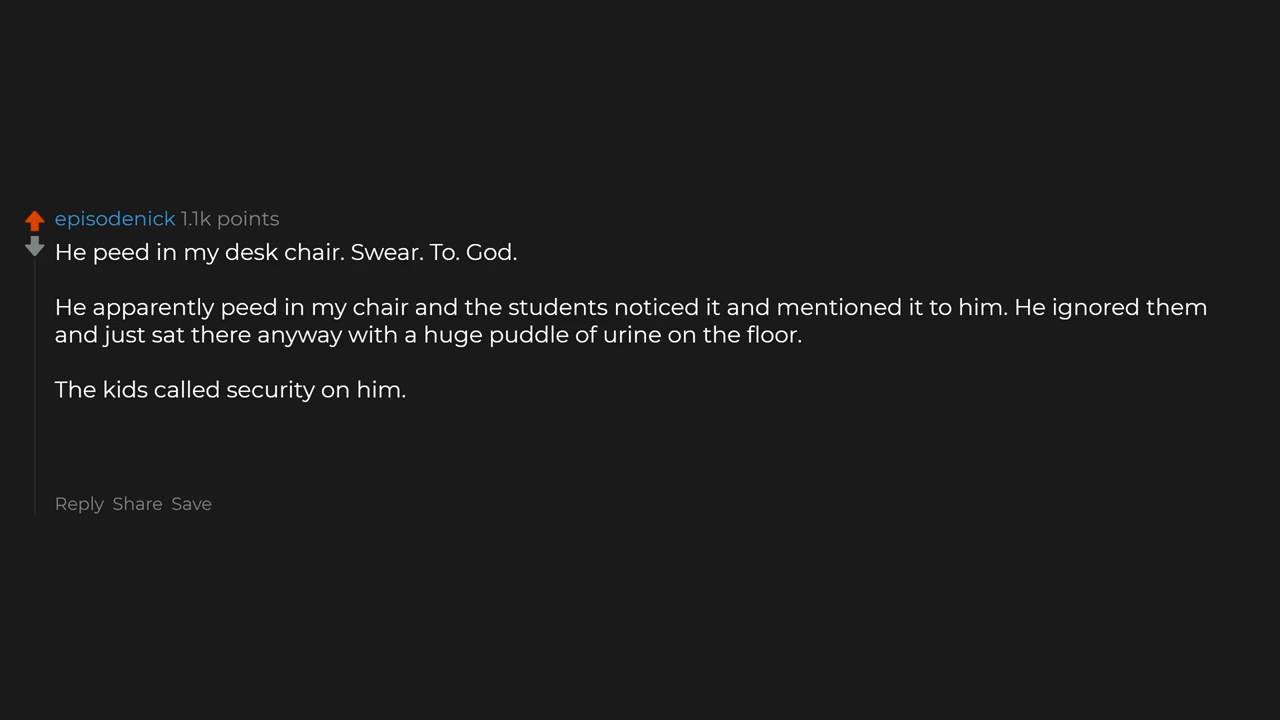 episodenick 1.1k points
He peed in my desk chair. Swear. To. God.
He apparently peed in my chair and the students noticed it and mentioned it to him. He ignored them
and just sat there anyway with a huge puddle of urine on the floor.
The kids called security on him.
Reply Share Save